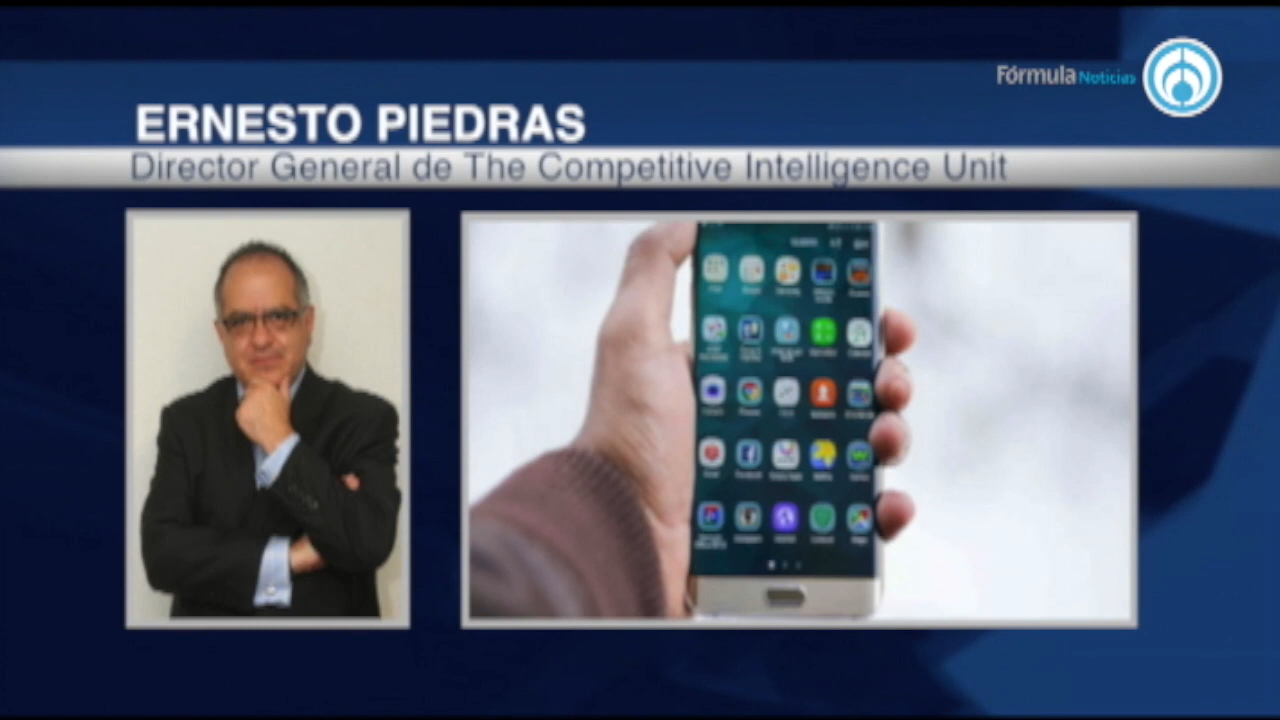 Fórmula Noticias
ERNESTO PIEDRAS
Director General de The Competitive Intelligence Unit